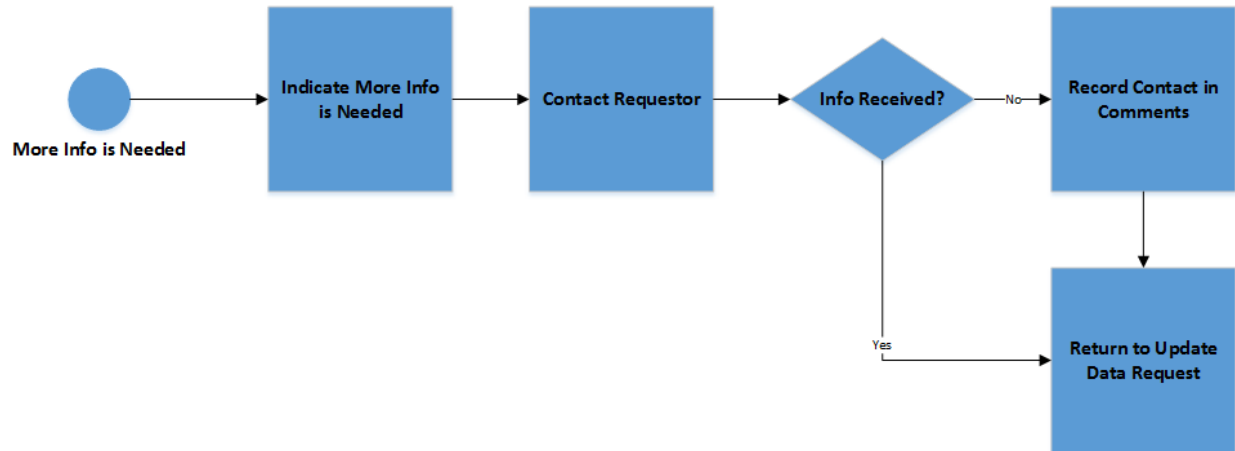 More Info is Needed
Indicate More Info
is Needed
Contact Requestor
Info Received?
No
Record Contact in
Comments
Yes
Return to Update
Data Request